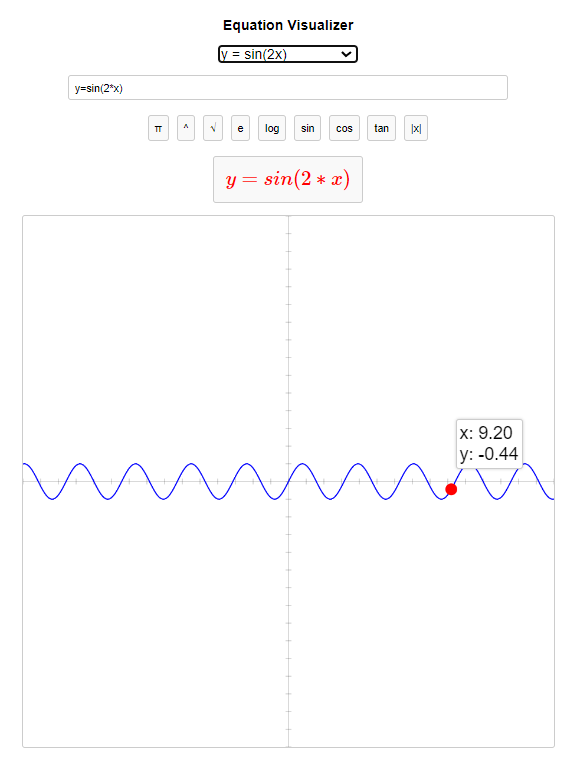 Equation Visualizer
y = sin(2x)
y=sin(2*x)
π ^ √ e log sin cos tan |x|
y = sin(2 * x)
x: 9.20
y: -0.44